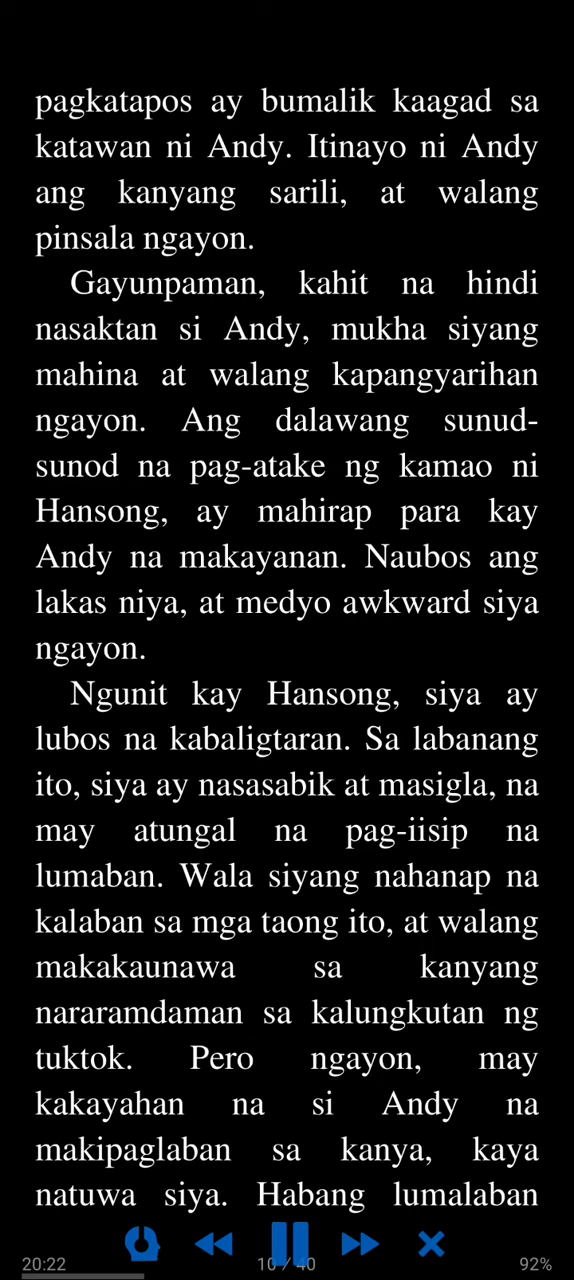 pagkatapos ay bumalik kaagad sa
katawan ni Andy. Itinayo ni Andy
ang kanyang sarili, at walang
pinsala ngayon.
Gayunpaman, kahit na hindi
nasaktan si Andy, mukha siyang
mahina at walang kapangyarihan
ngayon. Ang dalawang sunud-
sunod na pag-atake ng kamao ni
Hansong, ay mahirap para kay
Andy na makayanan. Naubos ang
lakas niya, at medyo awkward siya
ngayon.
Ngunit kay Hansong, siya ay
lubos na kabaligtaran. Sa labanang
ito, siya ay nasasabik at masigla, na
may atungal na pag-iisip na
lumaban. Wala siyang nahanap na
kalaban sa mga taong ito, at walang
makakaunawa sa kanyang
nararamdaman sa kalungkutan ng
tuktok. Pero ngayon, may
kakayahan na si Andy na
makipaglaban sa kanya, kaya
natuwa siya. Habang lumalaban
20:22 10 / 40 92%